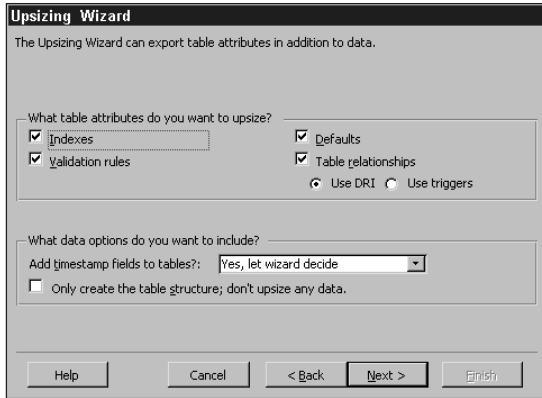 Upsizing Wizard
The Upsizing Wizard can export table attributes in addition to data.
What table attributes do you want to upsize?
Indexes
Defaults
Validation rules
Table relationships
Use DRI Use triggers
What data options do you want to include?
Add timestamp fields to tables?: Yes, let wizard decide
Only create the table structure; don't upsize any data.
Help Cancel < Back Next > Finish